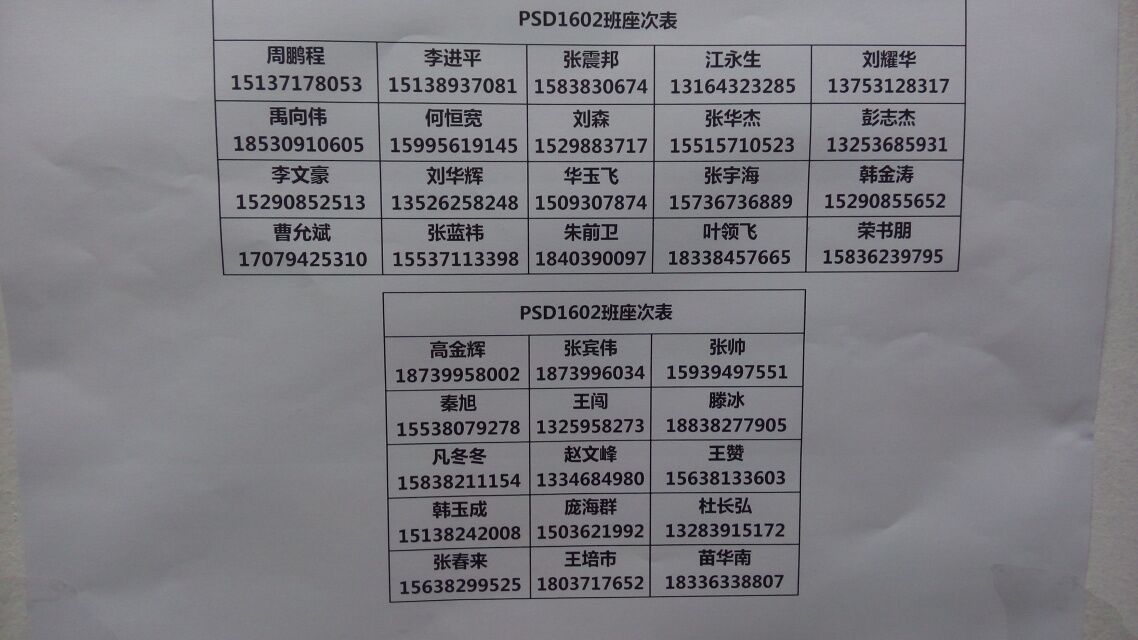 PSD1602班座次表
周鹏程 李进平 张震邦 江永生 刘耀华
15137178053 15138937081 1583830674 13164323285 13753128317
禹向伟 何恒宽 刘森 张华杰 彭志杰
18530910605 15995619145 1529883717 15515710523 13253685931
李文豪 刘华辉 华玉飞 张宇海 韩金涛
15290852513 13526258248 1509307874 15736736889 15290855652
曹允斌 张蓝祎 朱前卫 叶领飞 荣书朋
17079425310 15537113398 1840390097 18338457665 15836239795
PSD1602班座次表
高金辉 张宾伟 张帅
18739958002 1873996034 15939497551
秦旭 王闯 滕冰
15538079278 1325958273 18838277905
凡冬冬 赵文峰 王赞
15838211154 1334684980 15638133603
韩玉成 庞海群 杜长弘
15138242008 1503621992 13283915172
张春来 王培市 苗华南
15638299525 1803717652 18336338807